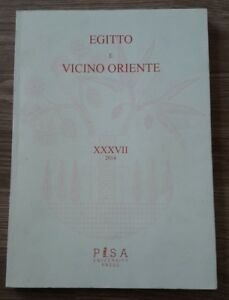 EGITTO
E
VICINO ORIENTE
XXXVII
2014
PISA
UNIVERSITY
PRESS